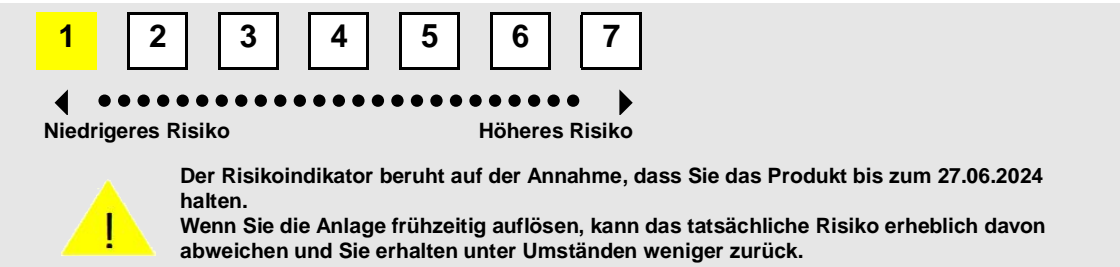 1 2 3 4 5 6 7
Niedrigeres Risiko Höheres Risiko
Der Risikoindikator beruht auf der Annahme, dass Sie das Produkt bis zum 27.06.2024
halten.
! Wenn Sie die Anlage frühzeitig auflösen, kann das tatsächliche Risiko erheblich davon
abweichen und Sie erhalten unter Umständen weniger zurück.